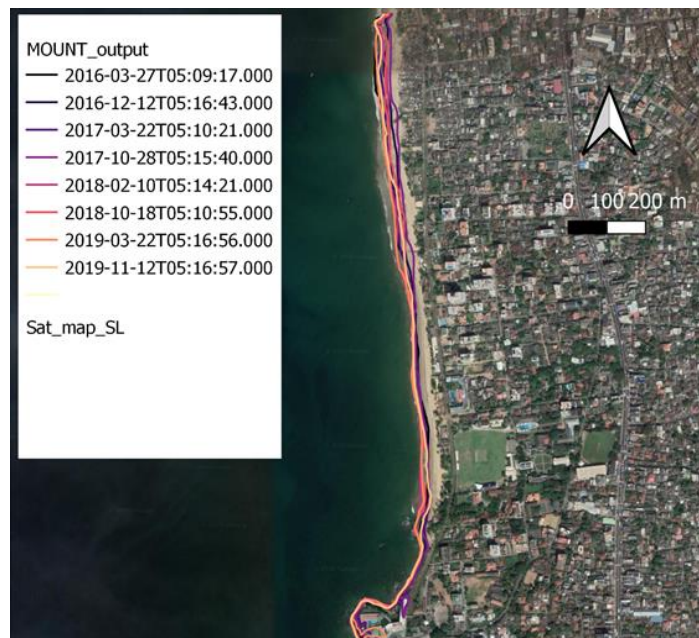 MOUNT_output
2016-03-27T05:09:17.000
2016-12-12T05:16:43.000
2017-03-22T05:10:21.000
2017-10-28T05:15:40.000
2018-02-10T05:14:21.000
2018-10-18T05:10:55.000
2019-03-22T05:16:56.000
2019-11-12T05:16:57.000
Sat_map_SL
0 100 200 m